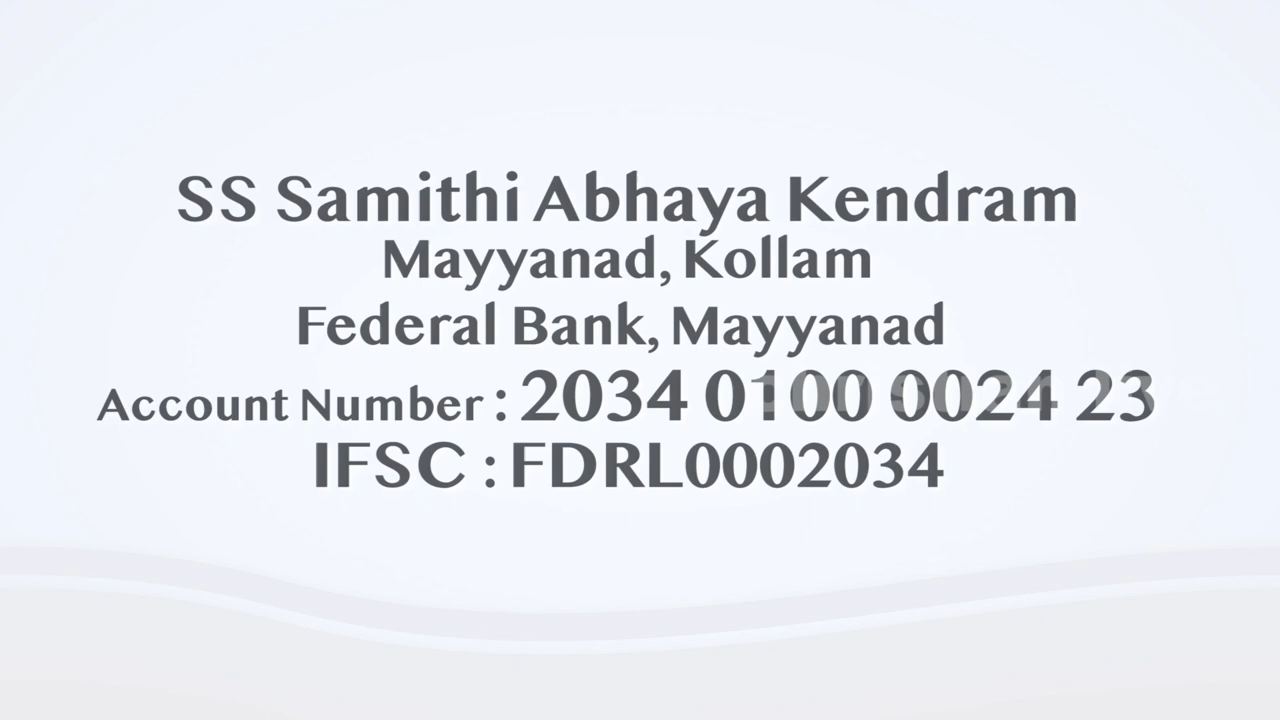 SS Samithi Abhaya Kendram
Mayyanad, Kollam
Federal Bank, Mayyanad
Account Number : 2034 0100 0024 23
IFSC : FDRL0002034